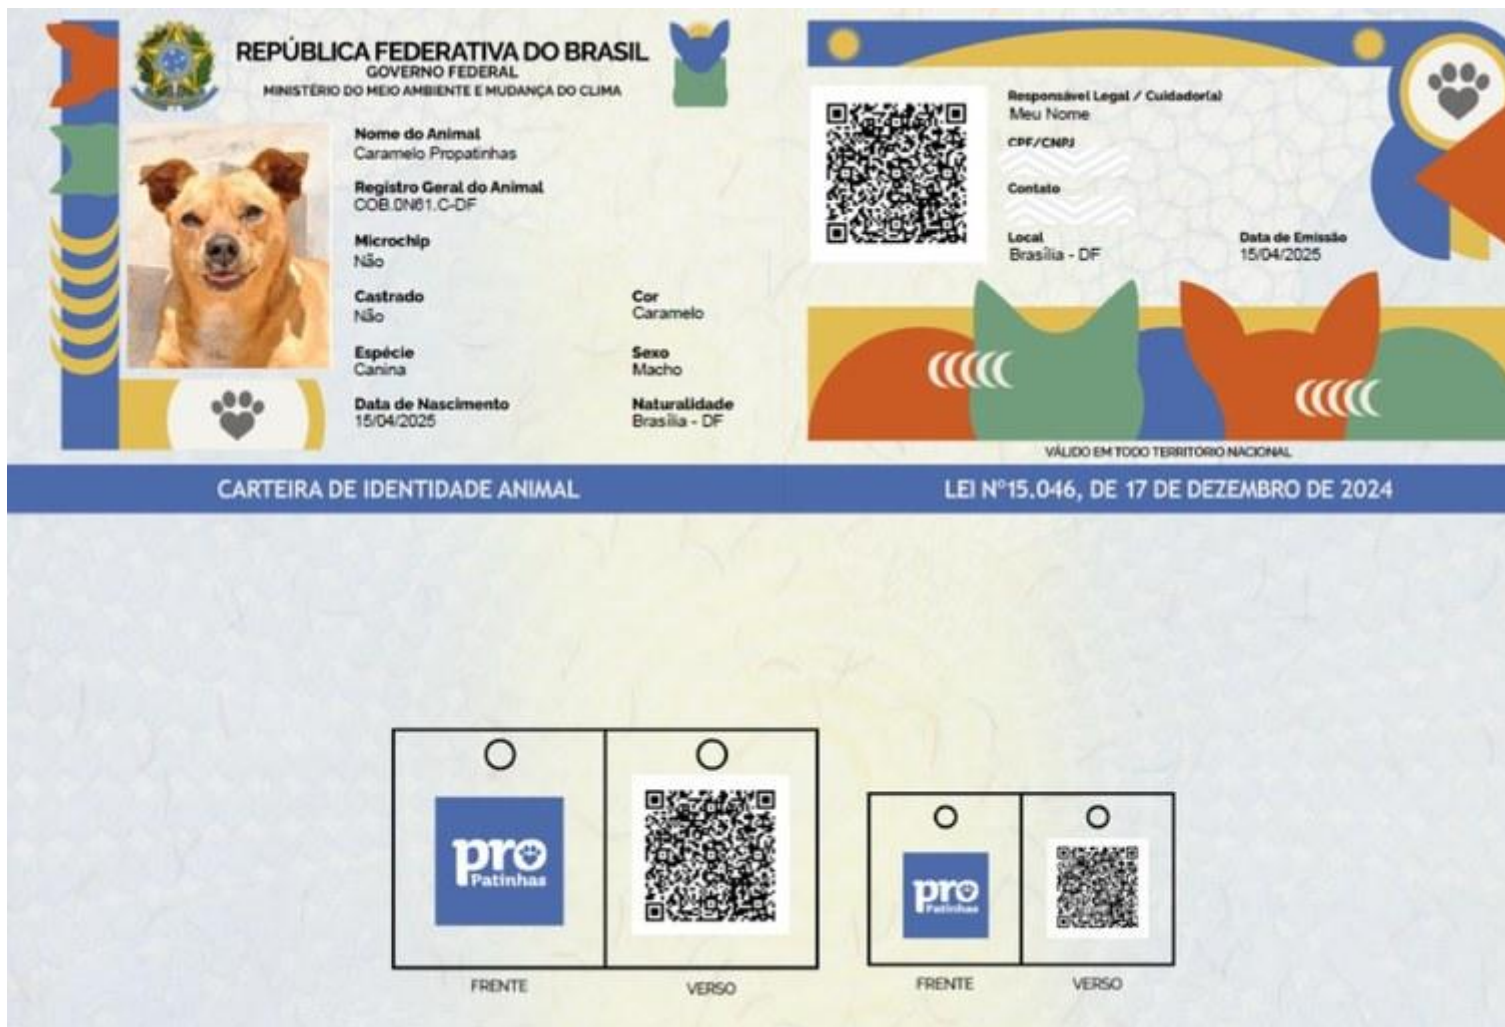 REPÚBLICA FEDERATIVA DO BRASIL
GOVERNO FEDERAL
MINISTÉRIO DO MEIO AMBIENTE E MUDANÇA DO CLIMA
Nome do Animal
Caramelo Propatinhas
Registro Geral do Animal
COB.0N61.C-DF
Microchip
Não
Castrado
Não
Cor
Caramelo
Espécie
Canina
Sexo
Macho
Data de Nascimento
15/04/2025
Naturalidade
Brasília - DF
CARTEIRA DE IDENTIDADE ANIMAL
Responsável Legal / Cuidador(a)
Meu Nome
CPF/CNPJ
Contato
Local
Brasília - DF
Data de Emissão
15/04/2025
VÁLIDO EM TODO TERRITÓRIO NACIONAL
LEI Nº15.046, DE 17 DE DEZEMBRO DE 2024
pro
Patinhas
FRENTE
VERSO
pro
Patinhas
FRENTE
VERSO